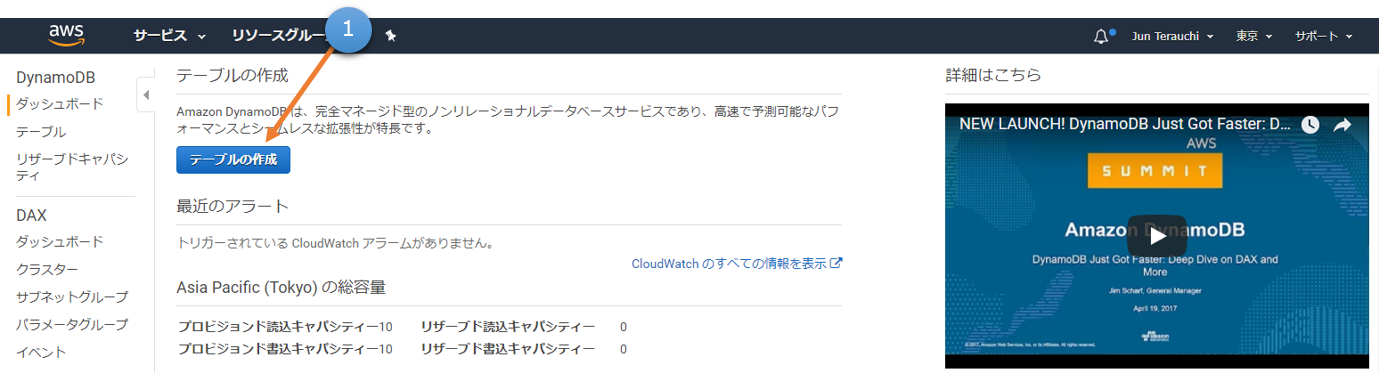 aws
サービス
リソースグルー
1
Jun Terauchi
東京
サポート
DynamoDB
ダッシュボード
テーブル
リザーブドキャパシ
ティ
DAX
ダッシュボード
クラスター
サブネットグループ
パラメータグループ
イベント
テーブルの作成
Amazon DynamoDB は、完全マネージド型のノンリレーショナルデータベースサービスであり、高速で予測可能なパフ
ォーマンスとシームレスな拡張性が特長です。
テーブルの作成
最近のアラート
トリガーされている CloudWatch アラームがありません。
CloudWatch のすべての情報を表示
Asia Pacific (Tokyo) の総容量
プロビジョンド読込キャパシティー10 リザーブド読込キャパシティー 0
プロビジョンド書込キャパシティー10 リザーブド書込キャパシティー 0
詳細はこちら
NEW LAUNCH! DynamoDB Just Got Faster: D...
AWS
SUMMIT
Amazon DynamoDB
DynamoDB Just Got Faster: Deep Dive on DAX and
More
Jim Scharf, General Manager
April 19, 2017
© 2017, Amazon Web Services, Inc. or its Affiliates. All rights reserved.